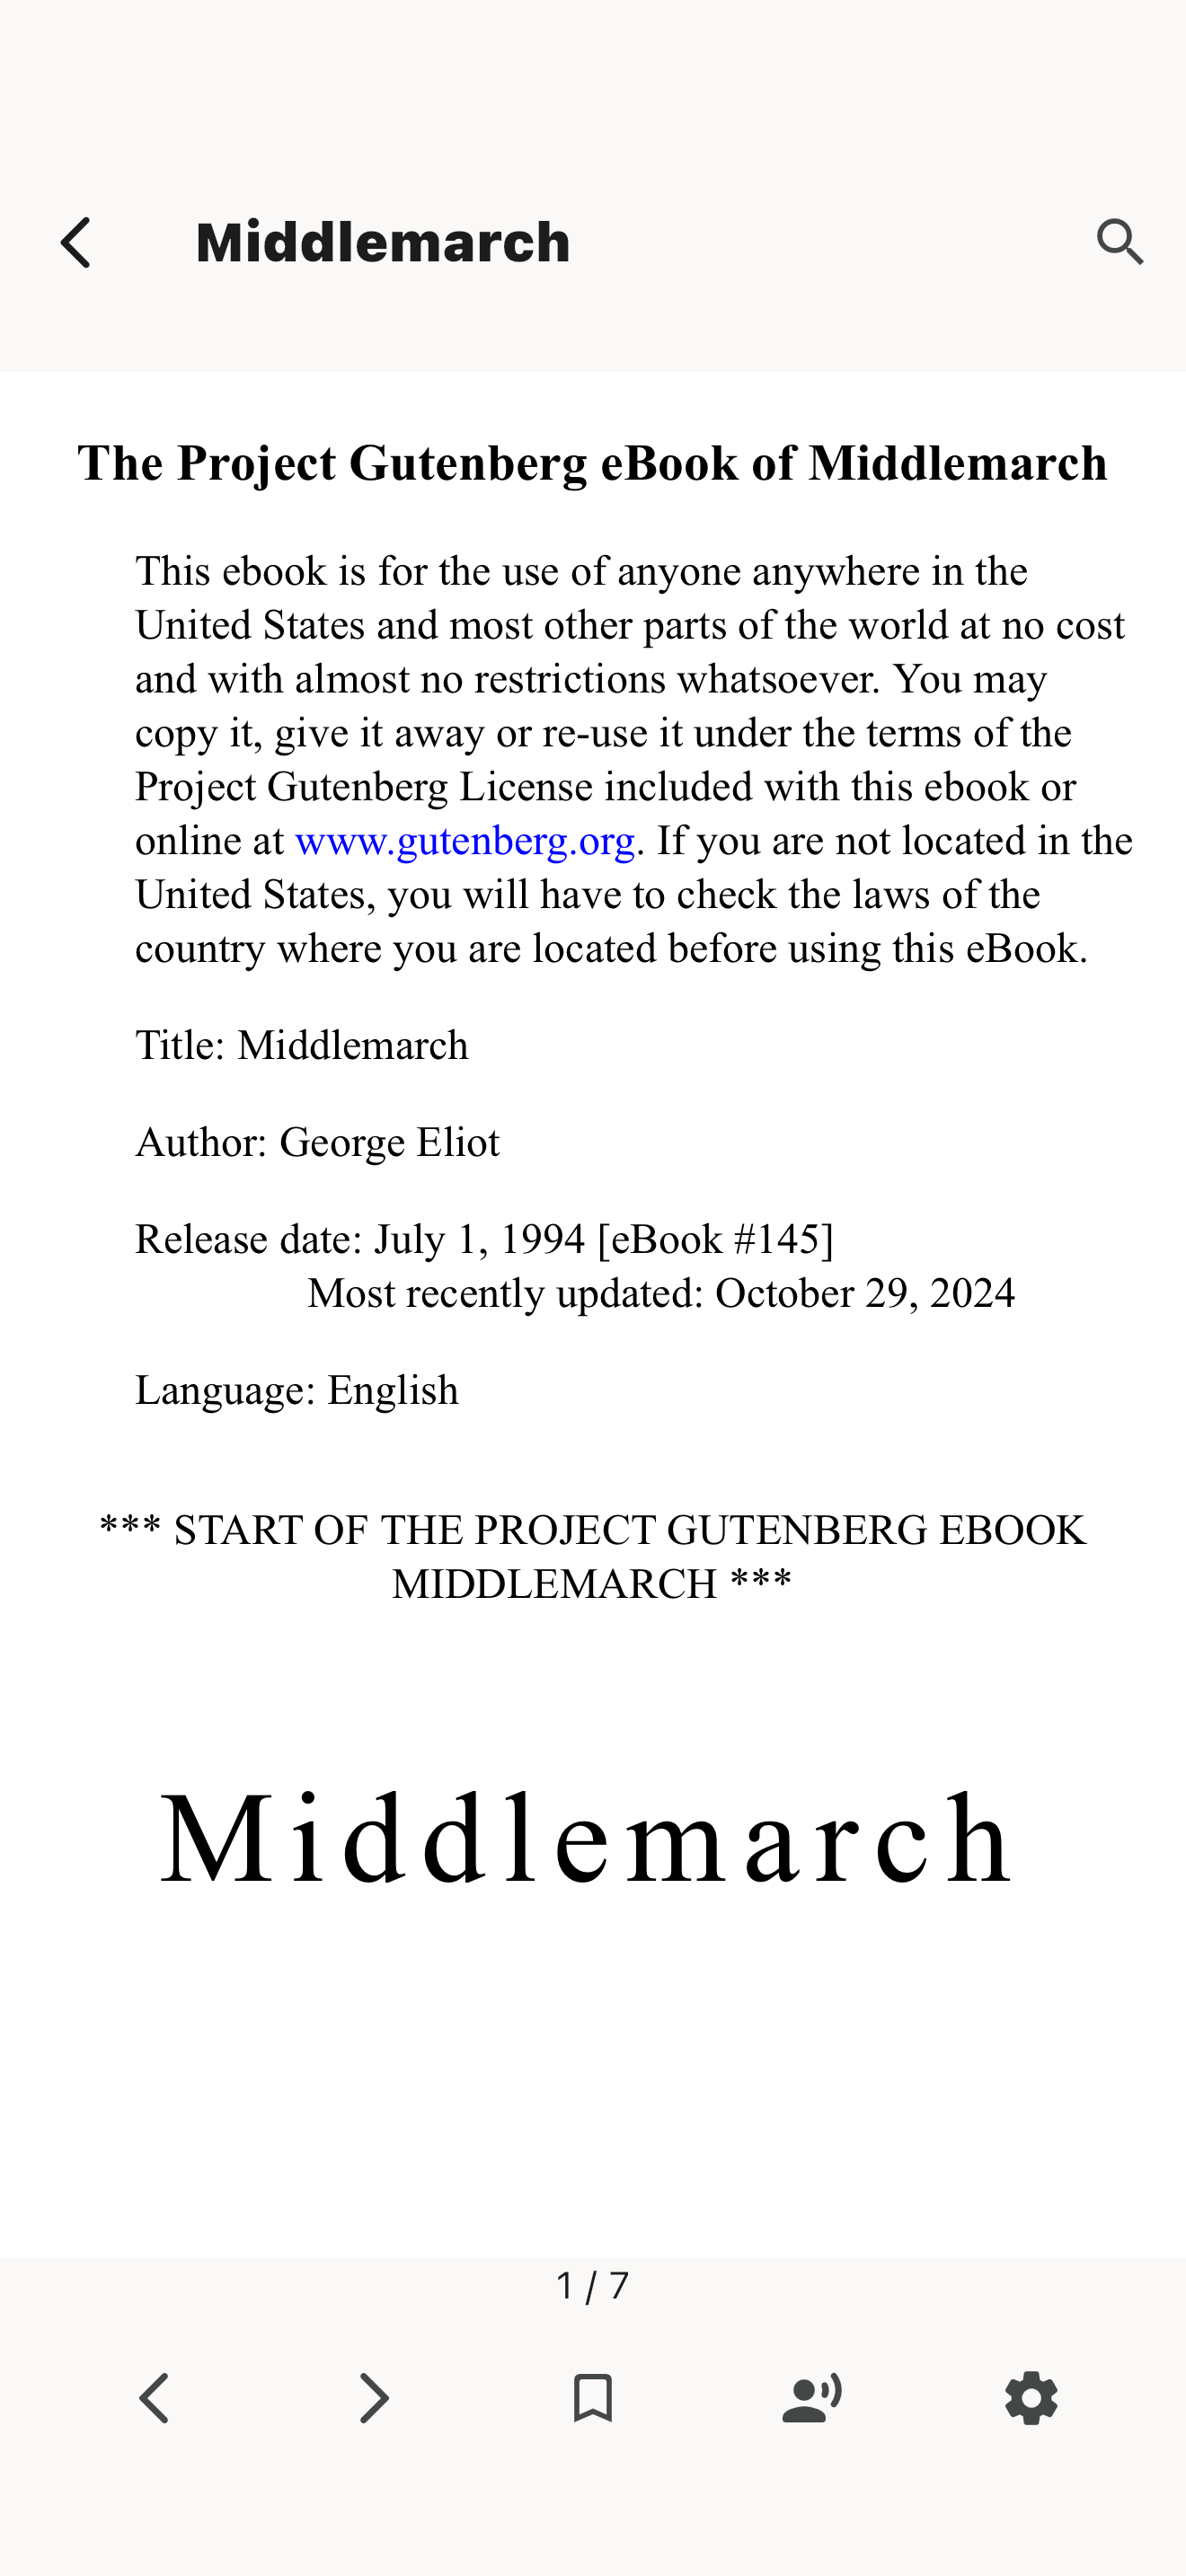 Middlemarch
The Project Gutenberg eBook of Middlemarch
This ebook is for the use of anyone anywhere in the
United States and most other parts of the world at no cost
and with almost no restrictions whatsoever. You may
copy it, give it away or re-use it under the terms of the
Project Gutenberg License included with this ebook or
online at www.gutenberg.org. If you are not located in the
United States, you will have to check the laws of the
country where you are located before using this eBook.
Title: Middlemarch
Author: George Eliot
Release date: July 1, 1994 [eBook #145]
Most recently updated: October 29, 2024
Language: English
*** START OF THE PROJECT GUTENBERG EBOOK
MIDDLEMARCH ***
Middlemarch
1 / 7